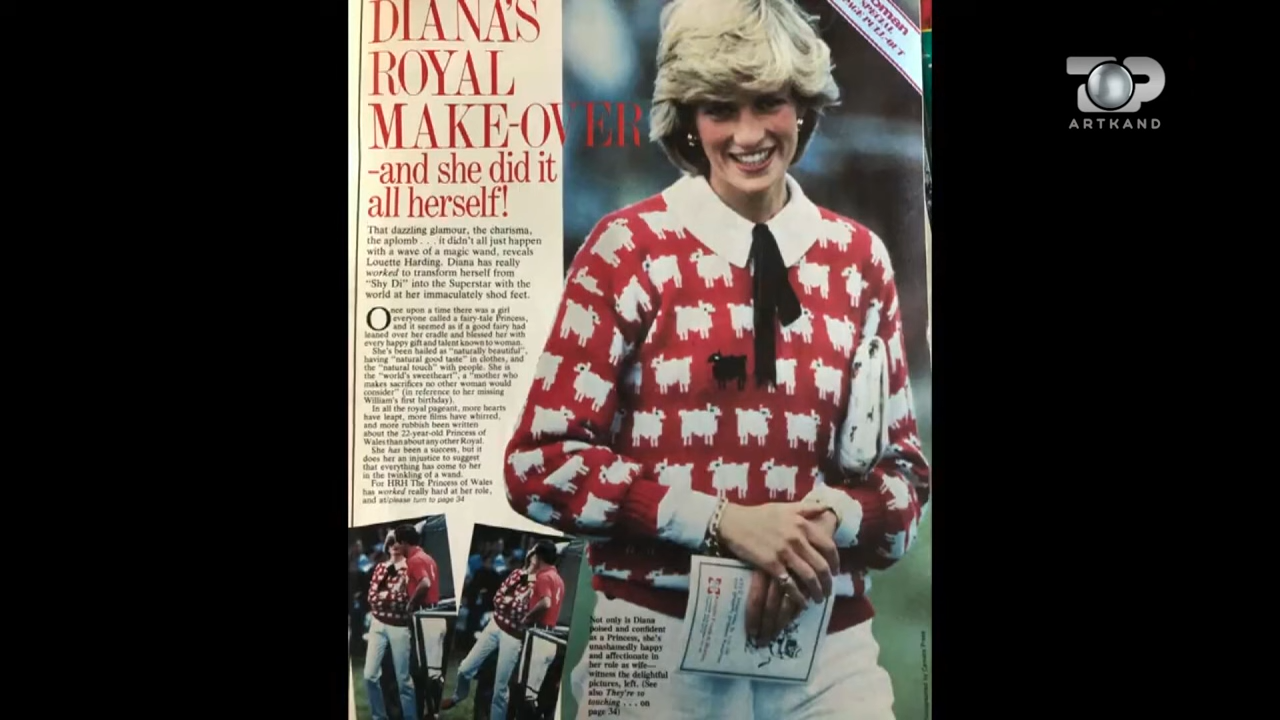 DIANA'S
ROYAL
MAKE-OVER
-and she did it
all herself!
That dazzling glamour, the charisma,
the aplomb . . . it didn't all just happen
with a wave of a magic wand, reveals
Louette Harding. Diana has really
worked to transform herself from
"Shy Di" into the Superstar with the
world at her immaculately shod feet.
Once upon a time there was a girl
everyone called a fairy-tale Princess,
and it seemed as if a good fairy had
leaned over her cradle and blessed her with
every happy gift and talent known to woman.
She's been hailed as "naturally beautiful",
having "natural good taste" in clothes, and
the "natural touch" with people. She is
the "world's sweetheart", a "mother who
makes sacrifices no other woman would
consider" (in reference to her missing
William's first birthday).
In all the royal pageant, more hearts
have leapt, more films have whirred,
and more rubbish been written
about the 22-year-old Princess of
Wales than about any other Royal.
She has been a success, but it
does her an injustice to suggest
that everything has come to her
in the twinkling of a wand.
For HRH The Princess of Wales
has worked really hard at her role,
and at/please turn to page 34
Not only is Diana
poised and confident
as a Princess, she's
unashamedly happy
and affectionate in
her role as wife—
witness the delightful
pictures, left. (See
also They're so
touching . . . on
page 34)
SPECIAL
PULL-OUT
TOP
ARTKAND